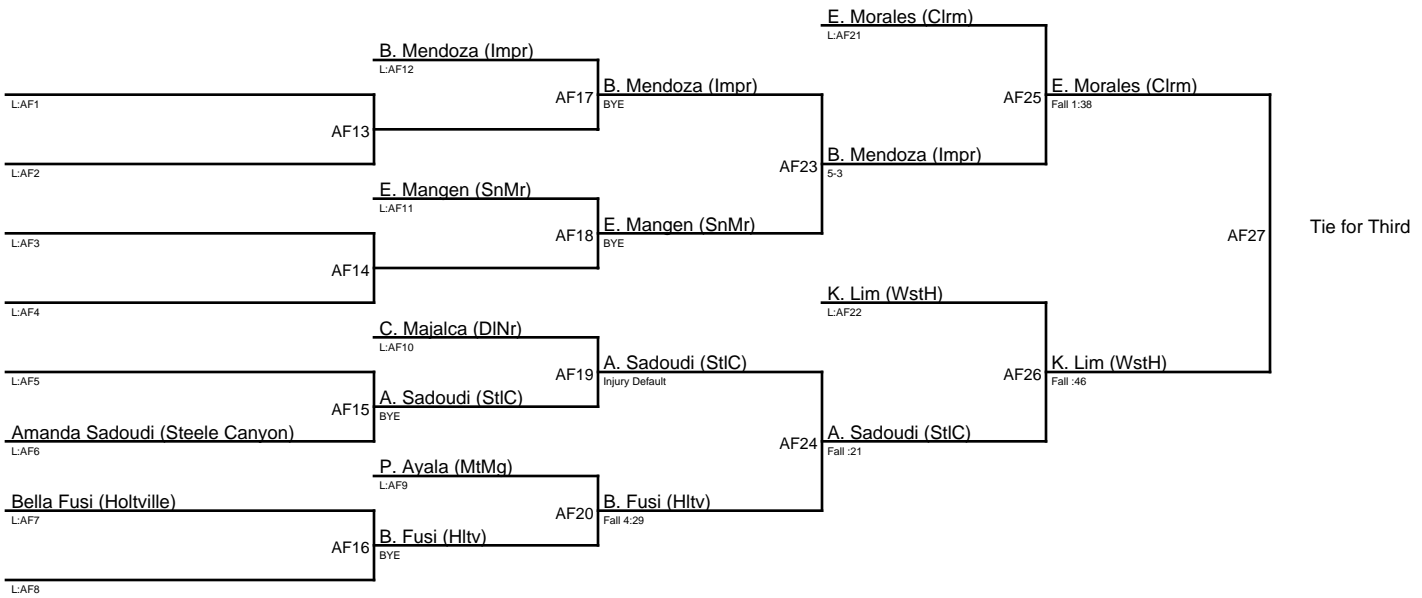 E. Morales (Clrm)
L:AF21
B. Mendoza (Impr)
L:AF12
AF17
B. Mendoza (Impr)
BYE
AF25
E. Morales (Clrm)
Fall 1:38
L:AF1
AF13
AF23
B. Mendoza (Impr)
5-3
L:AF2
E. Mangen (SnMr)
L:AF11
AF18
E. Mangen (SnMr)
BYE
L:AF3
AF14
AF27
Tie for Third
L:AF4
K. Lim (WstH)
L:AF22
C. Majalca (DlNr)
L:AF10
AF19
A. Sadoudi (StlC)
Injury Default
AF26
K. Lim (WstH)
Fall :46
L:AF5
AF15
A. Sadoudi (StlC)
BYE
Amanda Sadoudi (Steele Canyon)
L:AF6
AF24
A. Sadoudi (StlC)
Fall :21
P. Ayala (MtMg)
L:AF9
Bella Fusi (Holtville)
L:AF7
AF20
B. Fusi (Hltv)
Fall 4:29
AF16
B. Fusi (Hltv)
BYE
L:AF8